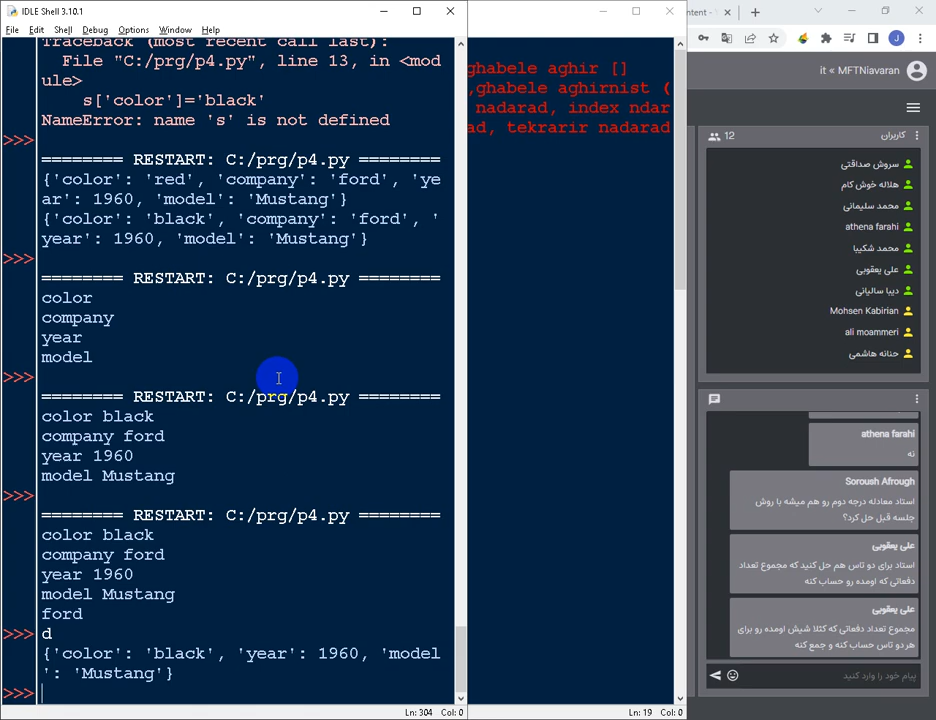 IDLE Shell 3.10.1
File Edit Shell Debug Options Window Help
Traceback (most recent call last):
File "C:/prg/p4.py", line 13, in <mod
ule>
s['color']='black'
NameError: name 's' is not defined
>>>
======== RESTART: C:/prg/p4.py ========
{'color': 'red', 'company': 'ford', 'ye
ar': 1960, 'model': 'Mustang'}
{'color': 'black', 'company': 'ford', '
year': 1960, 'model': 'Mustang'}
>>>
======== RESTART: C:/prg/p4.py ========
color
company
year
model
>>>
======== RESTART: C:/prg/p4.py ========
color black
company ford
year 1960
model Mustang
>>>
======== RESTART: C:/prg/p4.py ========
color black
company ford
year 1960
model Mustang
ford
>>> d
{'color': 'black', 'year': 1960, 'model
': 'Mustang'}
>>>
Ln: 304 Col: 0
ghabele aghir []
,ghabele aghirnist (
nadarad, index ndar
ad, tekrarir nadarad
Ln: 19 Col: 0
ntent -
J
it « MFTNiavaran
12
کاربران
سروش صداقتی
هلاله خوش کام
محمد سلیمانی
athena farahi
محمد شکیبا
علی یعقوبی
دیبا سالیانی
Mohsen Kabirian
ali moammeri
حنانه هاشمی
athena farahi
نه
Soroush Afrough
استاد معادله درجه دوم رو هم میشه با روش
جلسه قبل حل کرد؟
علی یعقوبی
استاد برای دو تاس هم حل کنید که مجموع تعداد
دفعاتی که اومده رو حساب کنه
علی یعقوبی
مجموع تعداد دفعاتی که کثلا شیش اومده رو برای
هر دو تاس حساب کنه و جمع کنه
پیام خود را وارد کنید